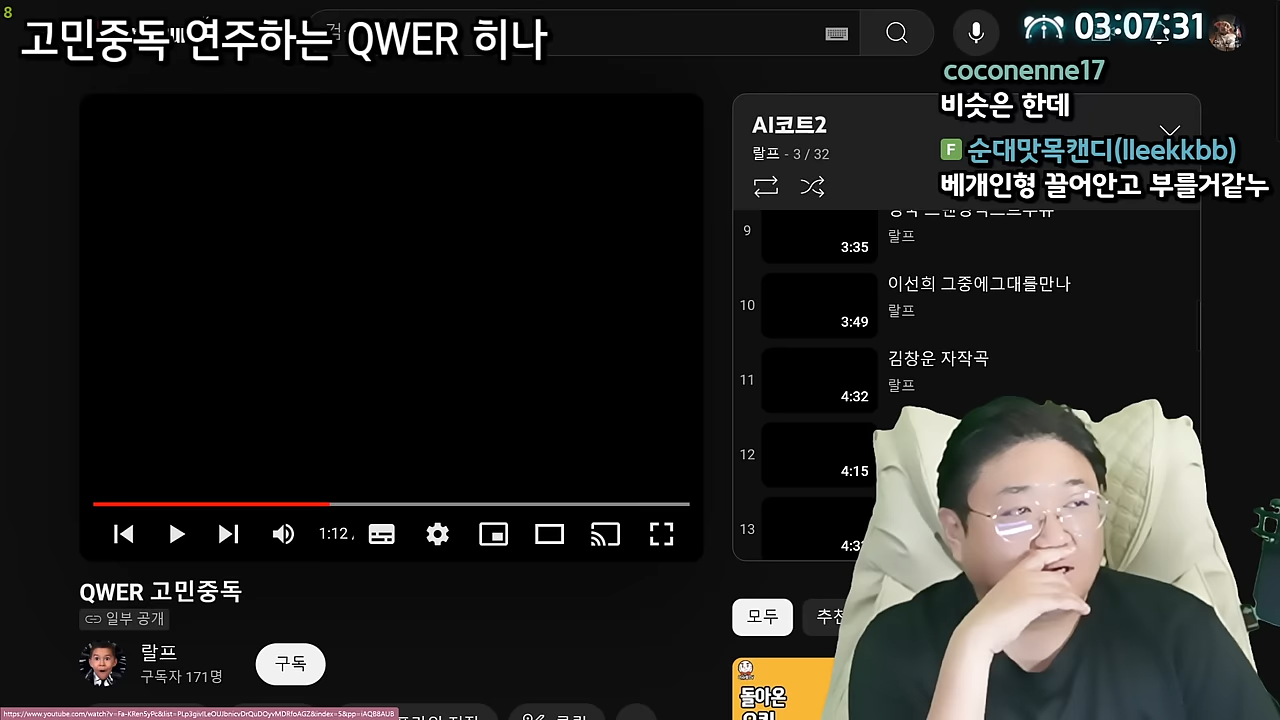 8
고민중독 연주하는 QWER 히나
03:07:31
coconenne17
비슷은 한데
F 순대맛목캔디(lleekkbb)
베개인형 끌어안고 부를거같누
AI코트2
랄프 - 3 / 32
9
3:35
랄프
10
3:49
이선희 그중에그대를만나
랄프
11
4:32
김창운 자작곡
랄프
12
4:15
13
1:12
QWER 고민중독
일부 공개
랄프
구독자 171명
구독
모두
돌아온